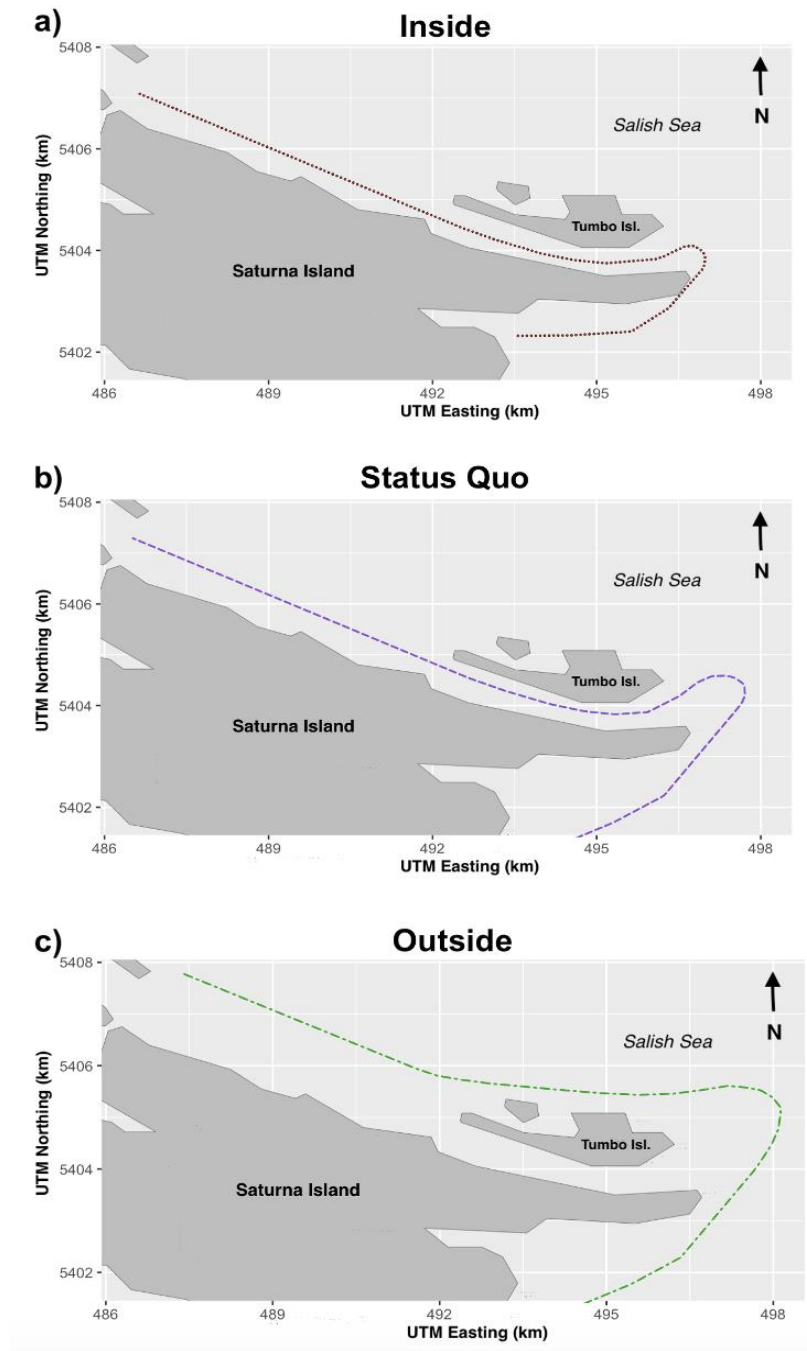 a)
Inside
5408
5406
5404
5402
UTM Northing (km)
N
Salish Sea
Tumbo Isl.
Saturna Island
486 489 492 495 498
UTM Easting (km)
b)
Status Quo
5408
5406
5404
5402
UTM Northing (km)
N
Salish Sea
Tumbo Isl.
Saturna Island
486 489 492 495 498
UTM Easting (km)
c)
Outside
5408
5406
5404
5402
UTM Northing (km)
N
Salish Sea
Tumbo Isl.
Saturna Island
486 489 492 495 498
UTM Easting (km)